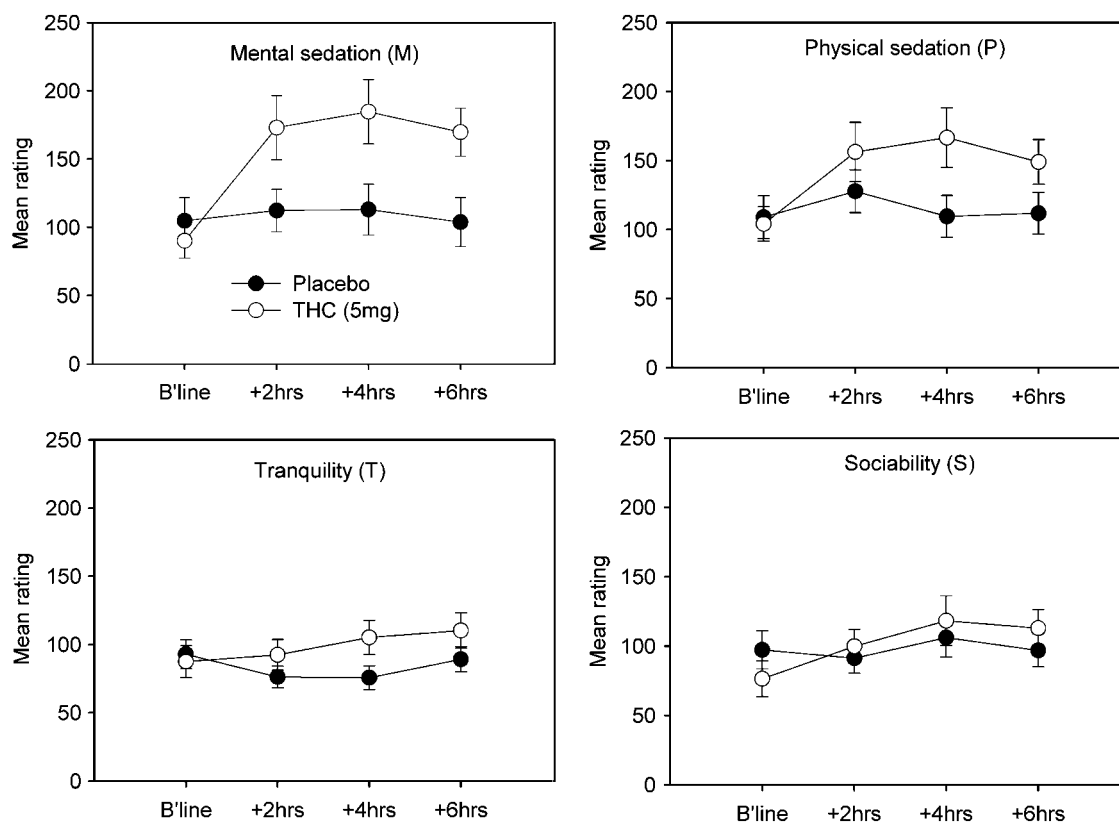 Mental sedation (M)
Mean rating
250
200
150
100
50
0
Placebo
THC (5mg)
B'line +2hrs +4hrs +6hrs
Physical sedation (P)
Mean rating
250
200
150
100
50
0
B'line +2hrs +4hrs +6hrs
Tranquility (T)
Mean rating
250
200
150
100
50
0
B'line +2hrs +4hrs +6hrs
Sociability (S)
Mean rating
250
200
150
100
50
0
B'line +2hrs +4hrs +6hrs